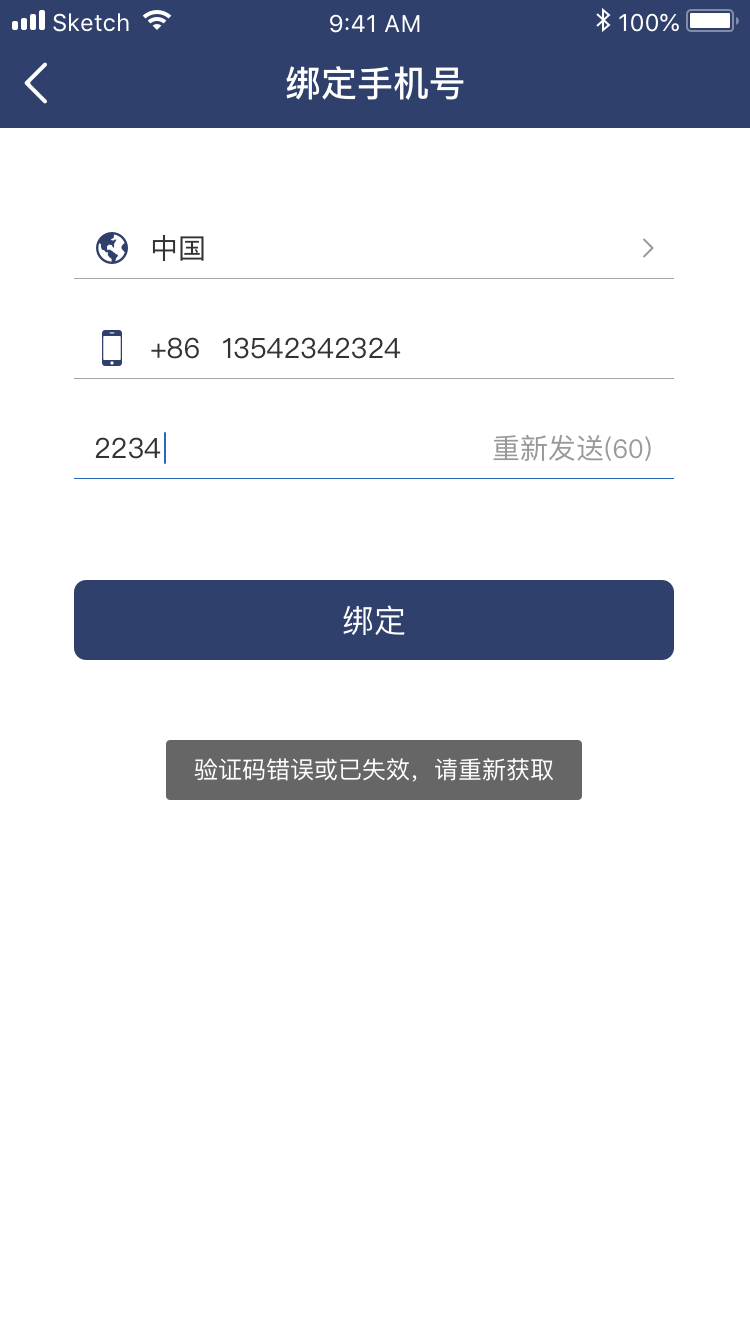 Sketch 9:41 AM 100%
绑定手机号
中国
+86 13542342324
2234 重新发送(60)
绑定
验证码错误或已失效，请重新获取